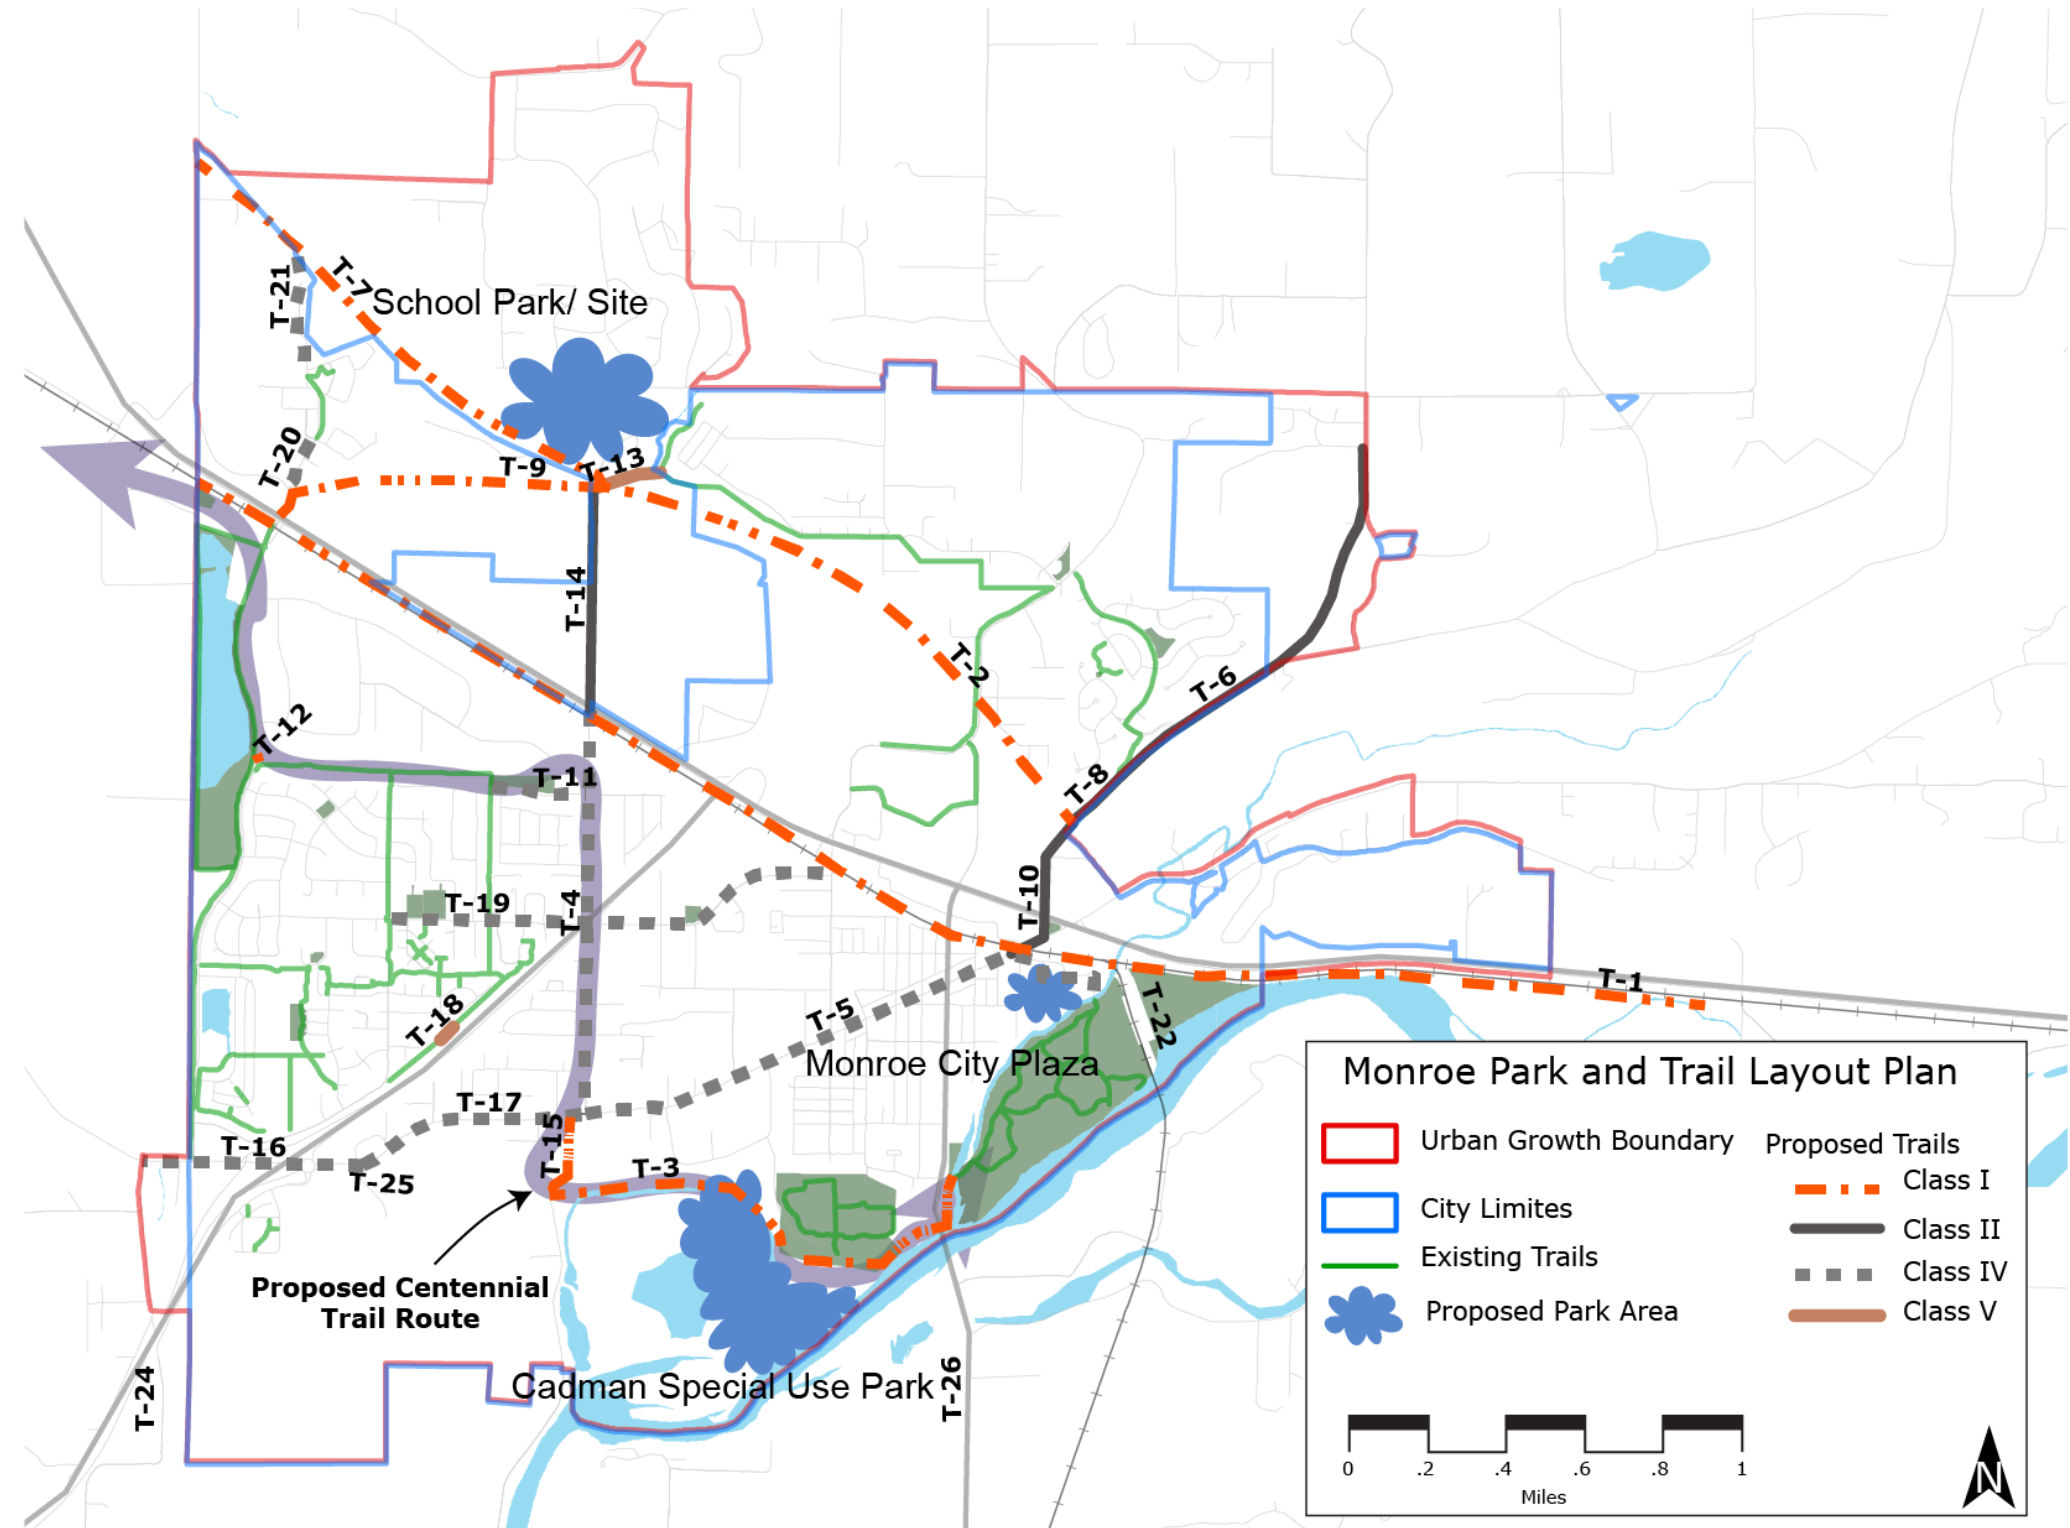 T-7
T-21
School Park/ Site
T-20
T-9
T-13
T-14
T-2
T-6
T-12
T-11
T-8
T-10
T-19
T-4
T-1
T-18
T-5
T-22
Monroe City Plaza
T-17
T-15
T-16
T-25
T-3
Proposed Centennial
Trail Route
T-24
Cadman Special Use Park
T-26
Monroe Park and Trail Layout Plan
Urban Growth Boundary
City Limites
Existing Trails
Proposed Park Area
Proposed Trails
Class I
Class II
Class IV
Class V
0 .2 .4 .6 .8 1
Miles
N